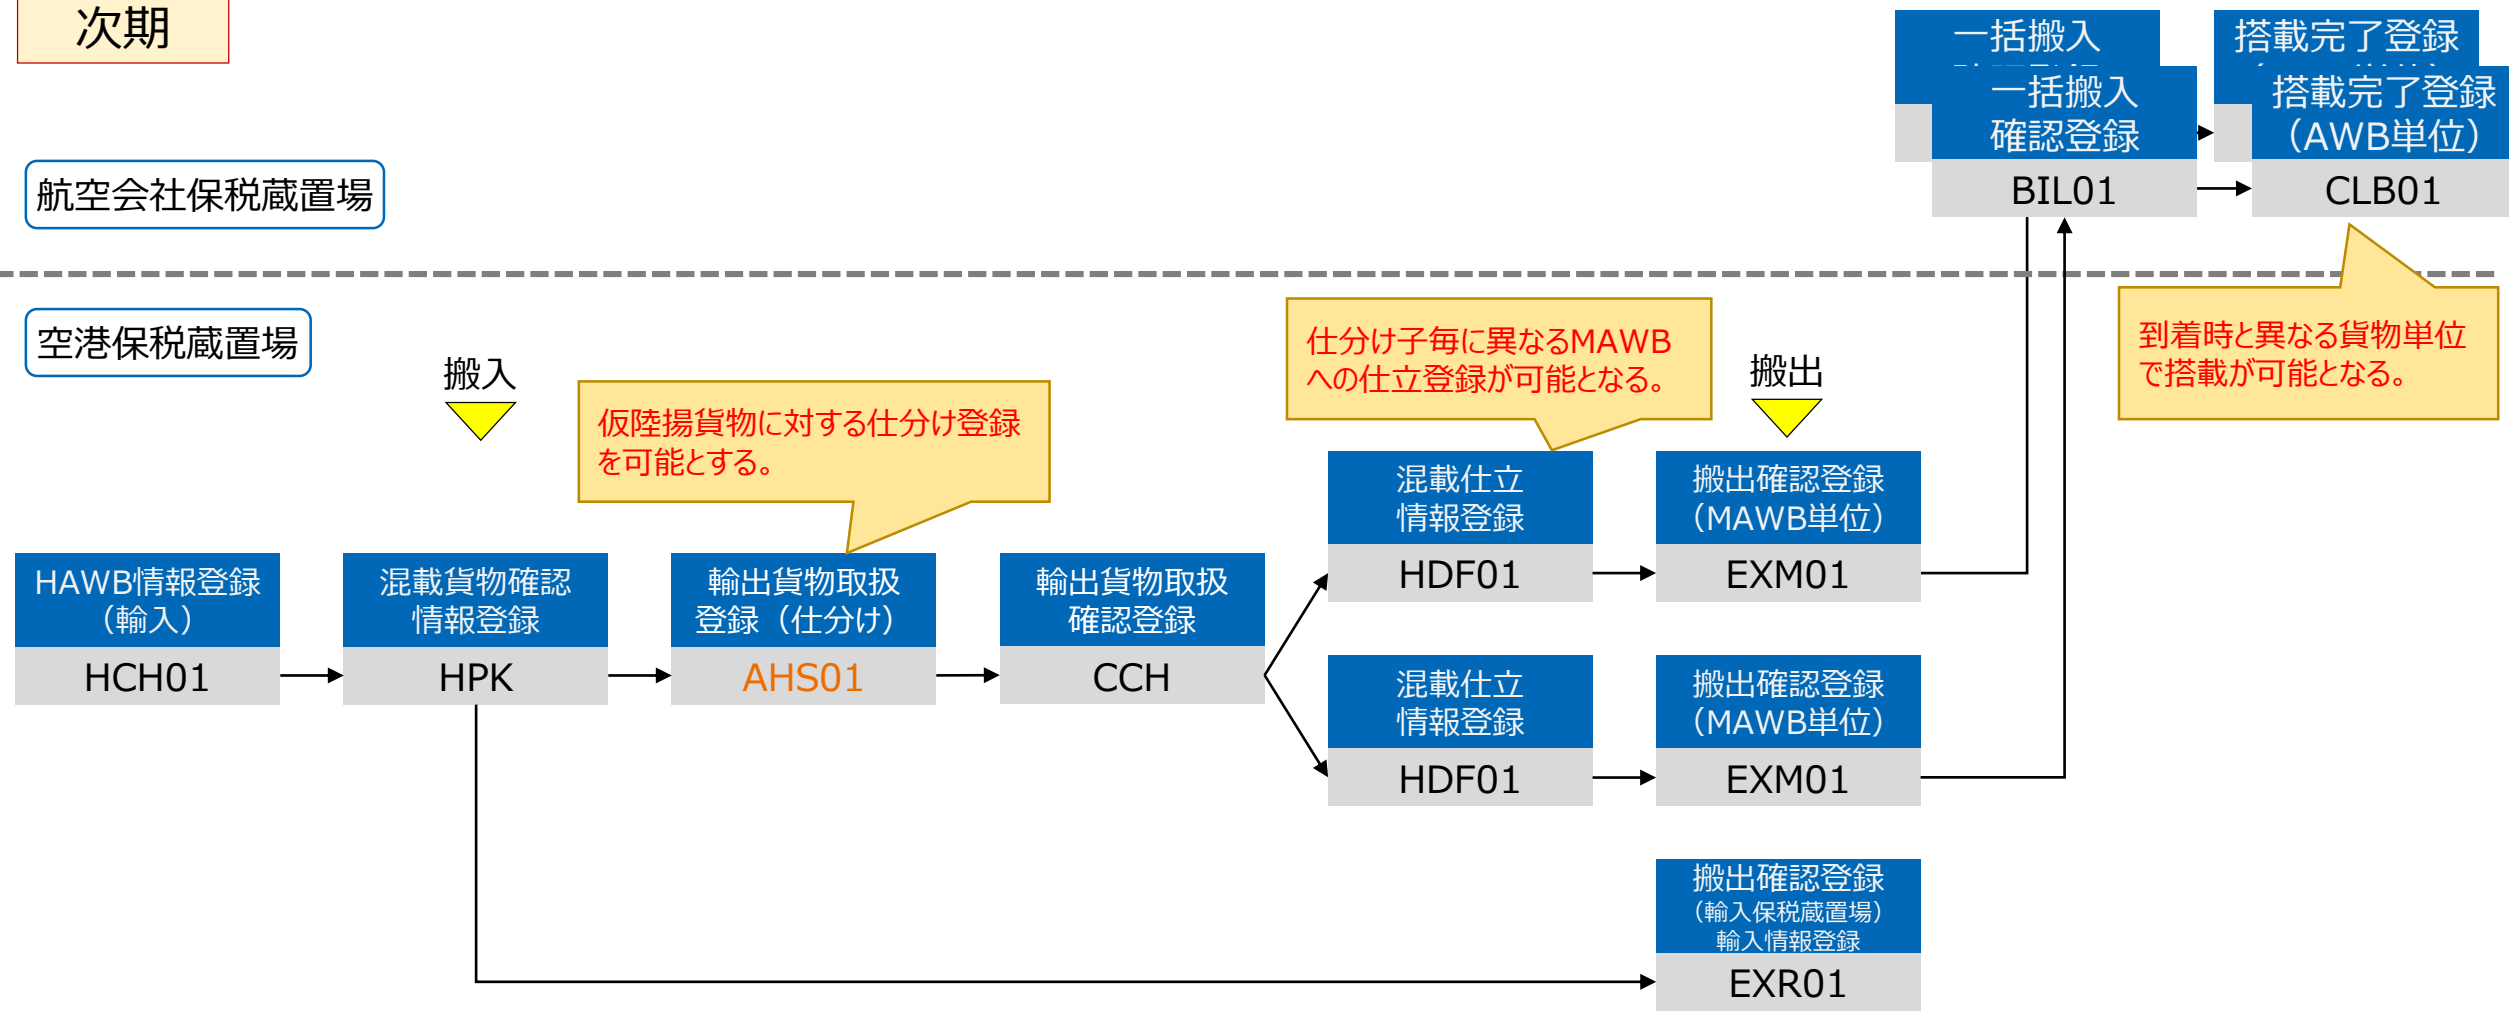 次期
一括搬入
搭載完了登録
一括搬入
確認登録
BIL01
搭載完了登録
（AWB単位）
CLB01
航空会社保税蔵置場
空港保税蔵置場
搬入
仮陸揚貨物に対する仕分け登録
を可能とする。
仕分け子毎に異なるMAWB
への仕立登録が可能となる。
搬出
到着時と異なる貨物単位
で搭載が可能となる。
HAWB情報登録
（輸入）
HCH01
混載貨物確認
情報登録
HPK
輸出貨物取扱
登録（仕分け）
AHS01
輸出貨物取扱
確認登録
CCH
混載仕立
情報登録
HDF01
搬出確認登録
（MAWB単位）
EXM01
混載仕立
情報登録
HDF01
搬出確認登録
（MAWB単位）
EXM01
搬出確認登録
（輸入保税蔵置場）
輸入情報登録
EXR01